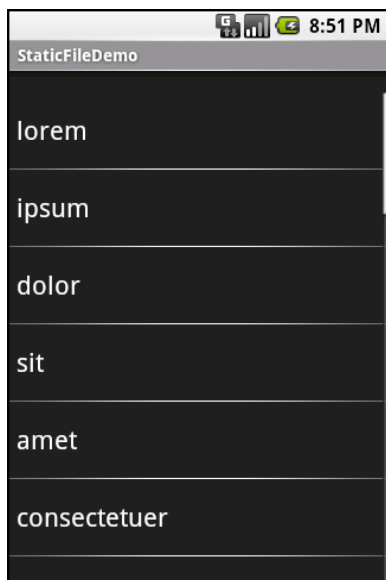 8:51 PM
StaticFileDemo
lorem
ipsum
dolor
sit
amet
consectetuer